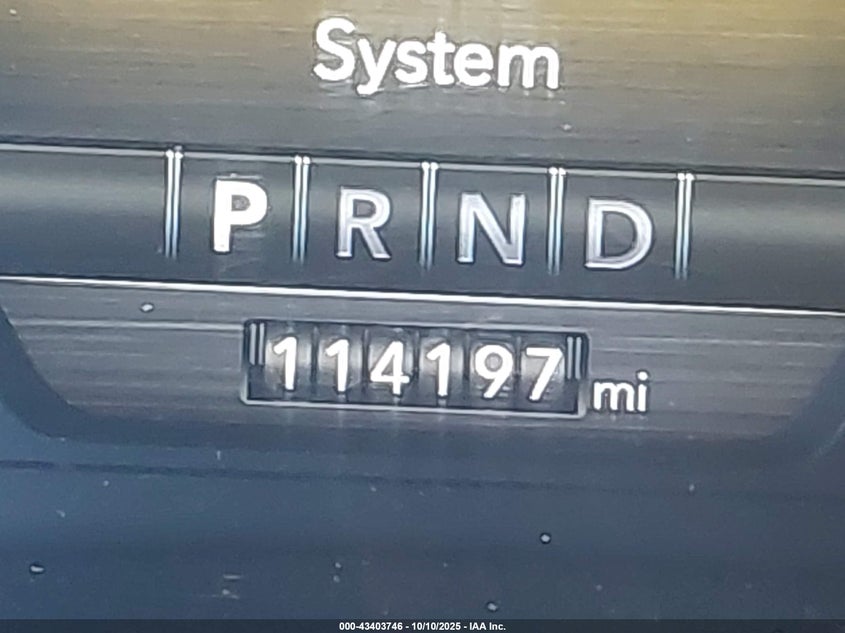 System
P R N D
114197 mi
000-43403746 - 10/10/2025 - IAA Inc.